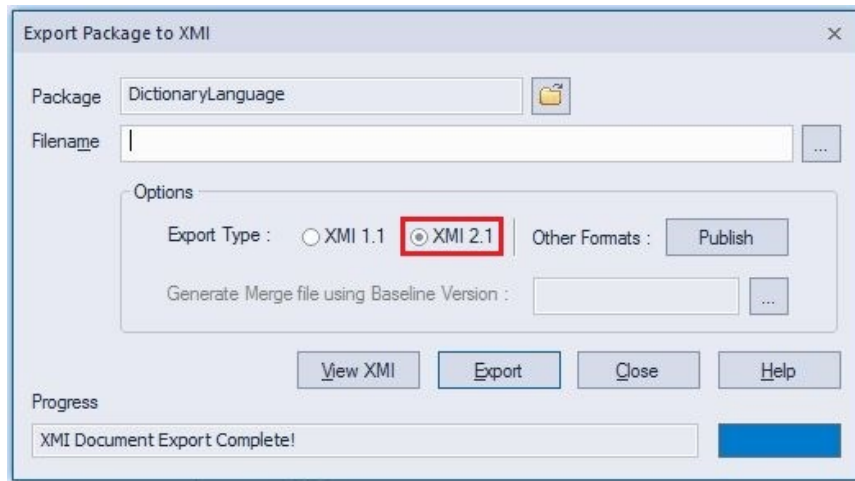 Export Package to XMI
Package DictionaryLanguage
Filename ...
Options
Export Type : XMI 1.1 XMI 2.1 Other Formats : Publish
Generate Merge file using Baseline Version : ...
View XMI Export Close Help
Progress
XMI Document Export Complete!